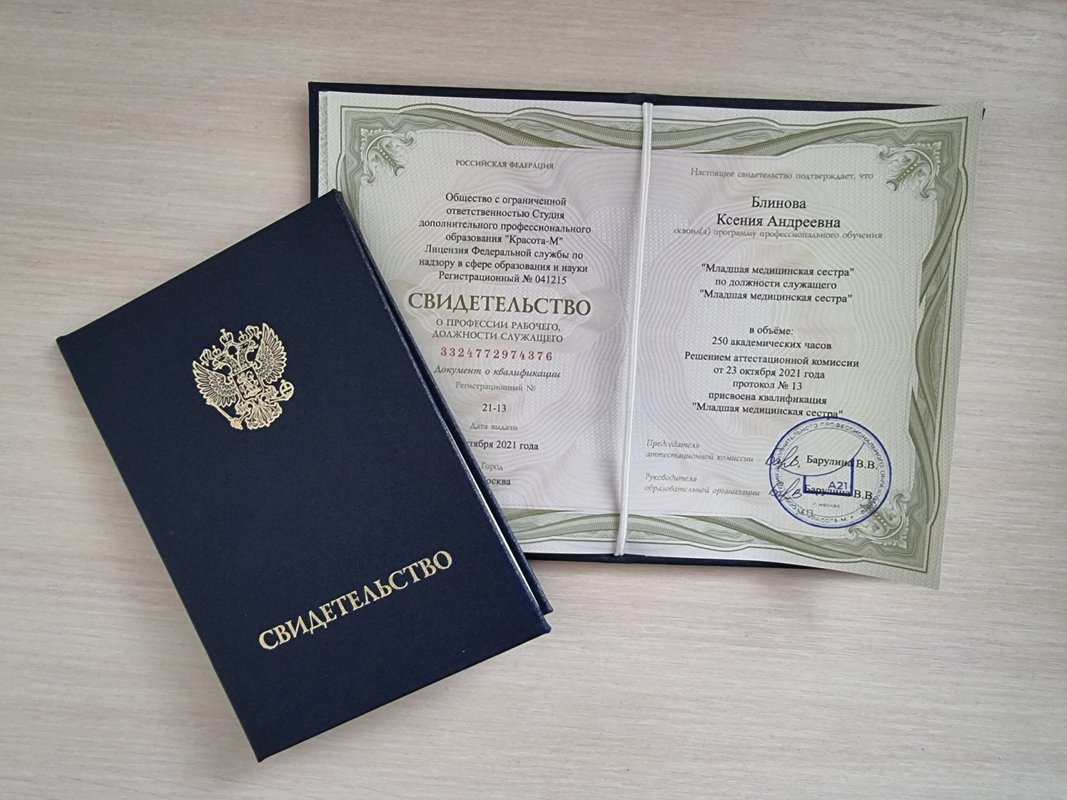 РОССИЙСКАЯ ФЕДЕРАЦИЯ
Общество с ограниченной
ответственностью Студия
дополнительного профессионального
образования "Красота-М"
Лицензия Федеральной службы по
надзору в сфере образования и науки
Регистрационный № 041215
СВИДЕТЕЛЬСТВО
О ПРОФЕССИИ РАБОЧЕГО,
ДОЛЖНОСТИ СЛУЖАЩЕГО
3324772974376
Документ о квалификации
Регистрационный №
21-13
Дата выдачи
тября 2021 года
Город
осква
Настоящее свидетельство подтверждает, что
Блинова
Ксения Андреевна
освоил(а) программу профессионального обучения
"Младшая медицинская сестра"
по должности служащего
"Младшая медицинская сестра"
в объёме:
250 академических часов
Решением аттестационной комиссии
от 23 октября 2021 года
протокол № 13
присвоена квалификация
"Младшая медицинская сестра"
Председатель
аттестационной комиссии
Барулина В.В.
Руководитель
образовательной организации
Барулина В.В.
М.П.
А21
г. москва
СВИДЕТЕЛЬСТВО